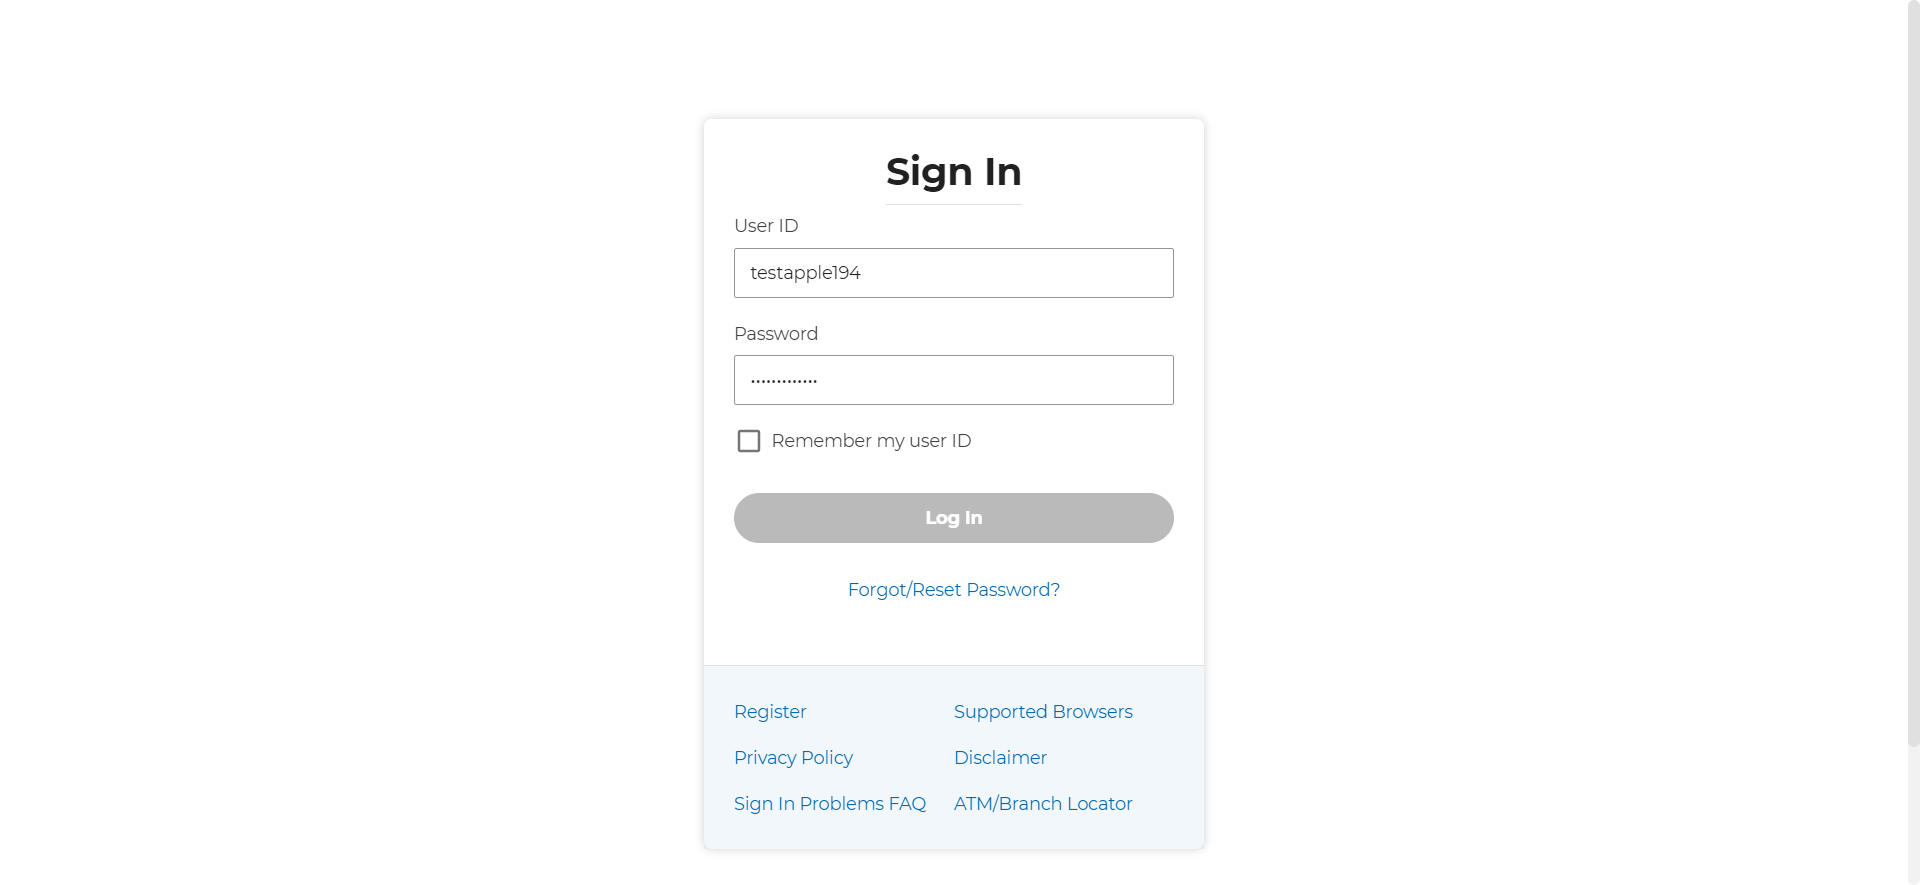 Sign In
User ID
testapple194
Password
•••••••••••••
Remember my user ID
Log In
Forgot/Reset Password?
Register
Supported Browsers
Privacy Policy
Disclaimer
Sign In Problems FAQ
ATM/Branch Locator